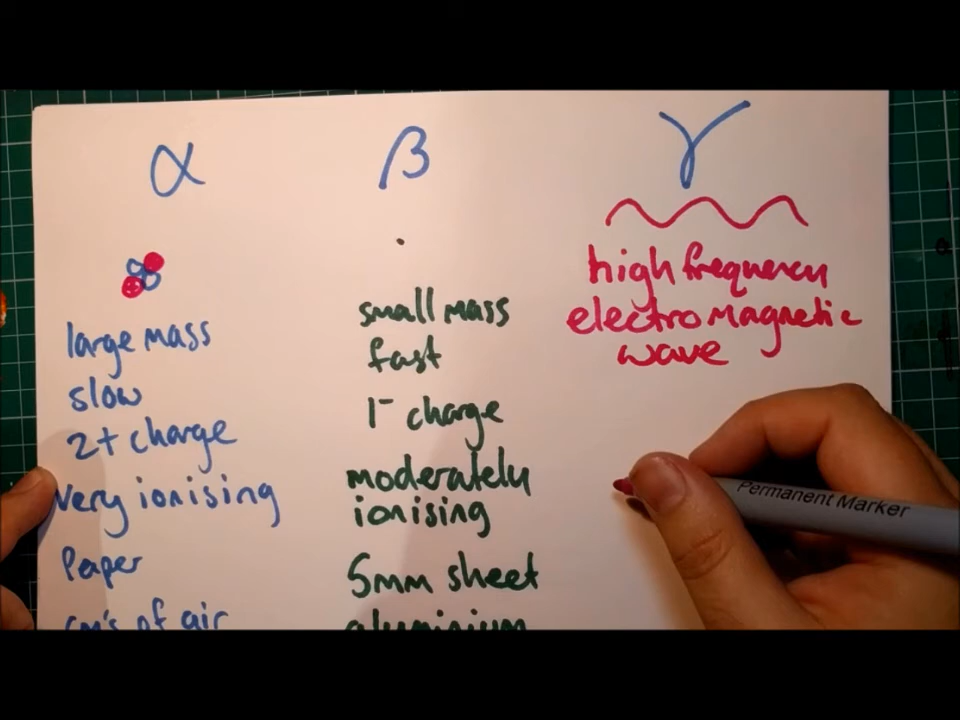 α
β
γ
large mass
slow
2+ charge
very ionising
Paper
cm's of air
small mass
fast
1- charge
moderately
ionising
5mm sheet
aluminium
high frequency
electromagnetic
wave
Permanent Marker